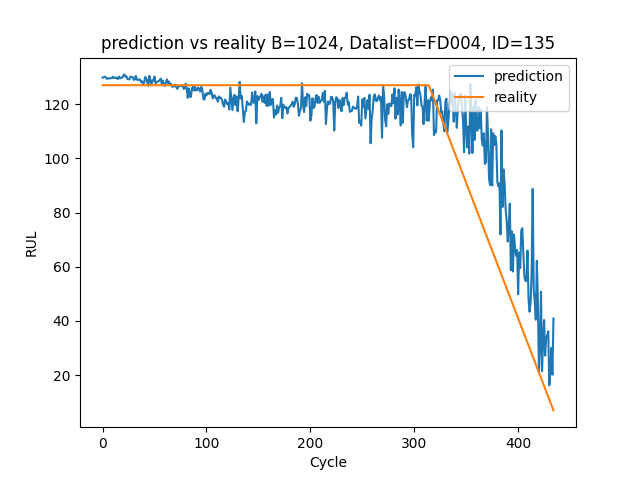 prediction vs reality B=1024, Datalist=FD004, ID=135
prediction
reality
120
100
80
60
40
20
RUL
0
100
200
300
400
Cycle